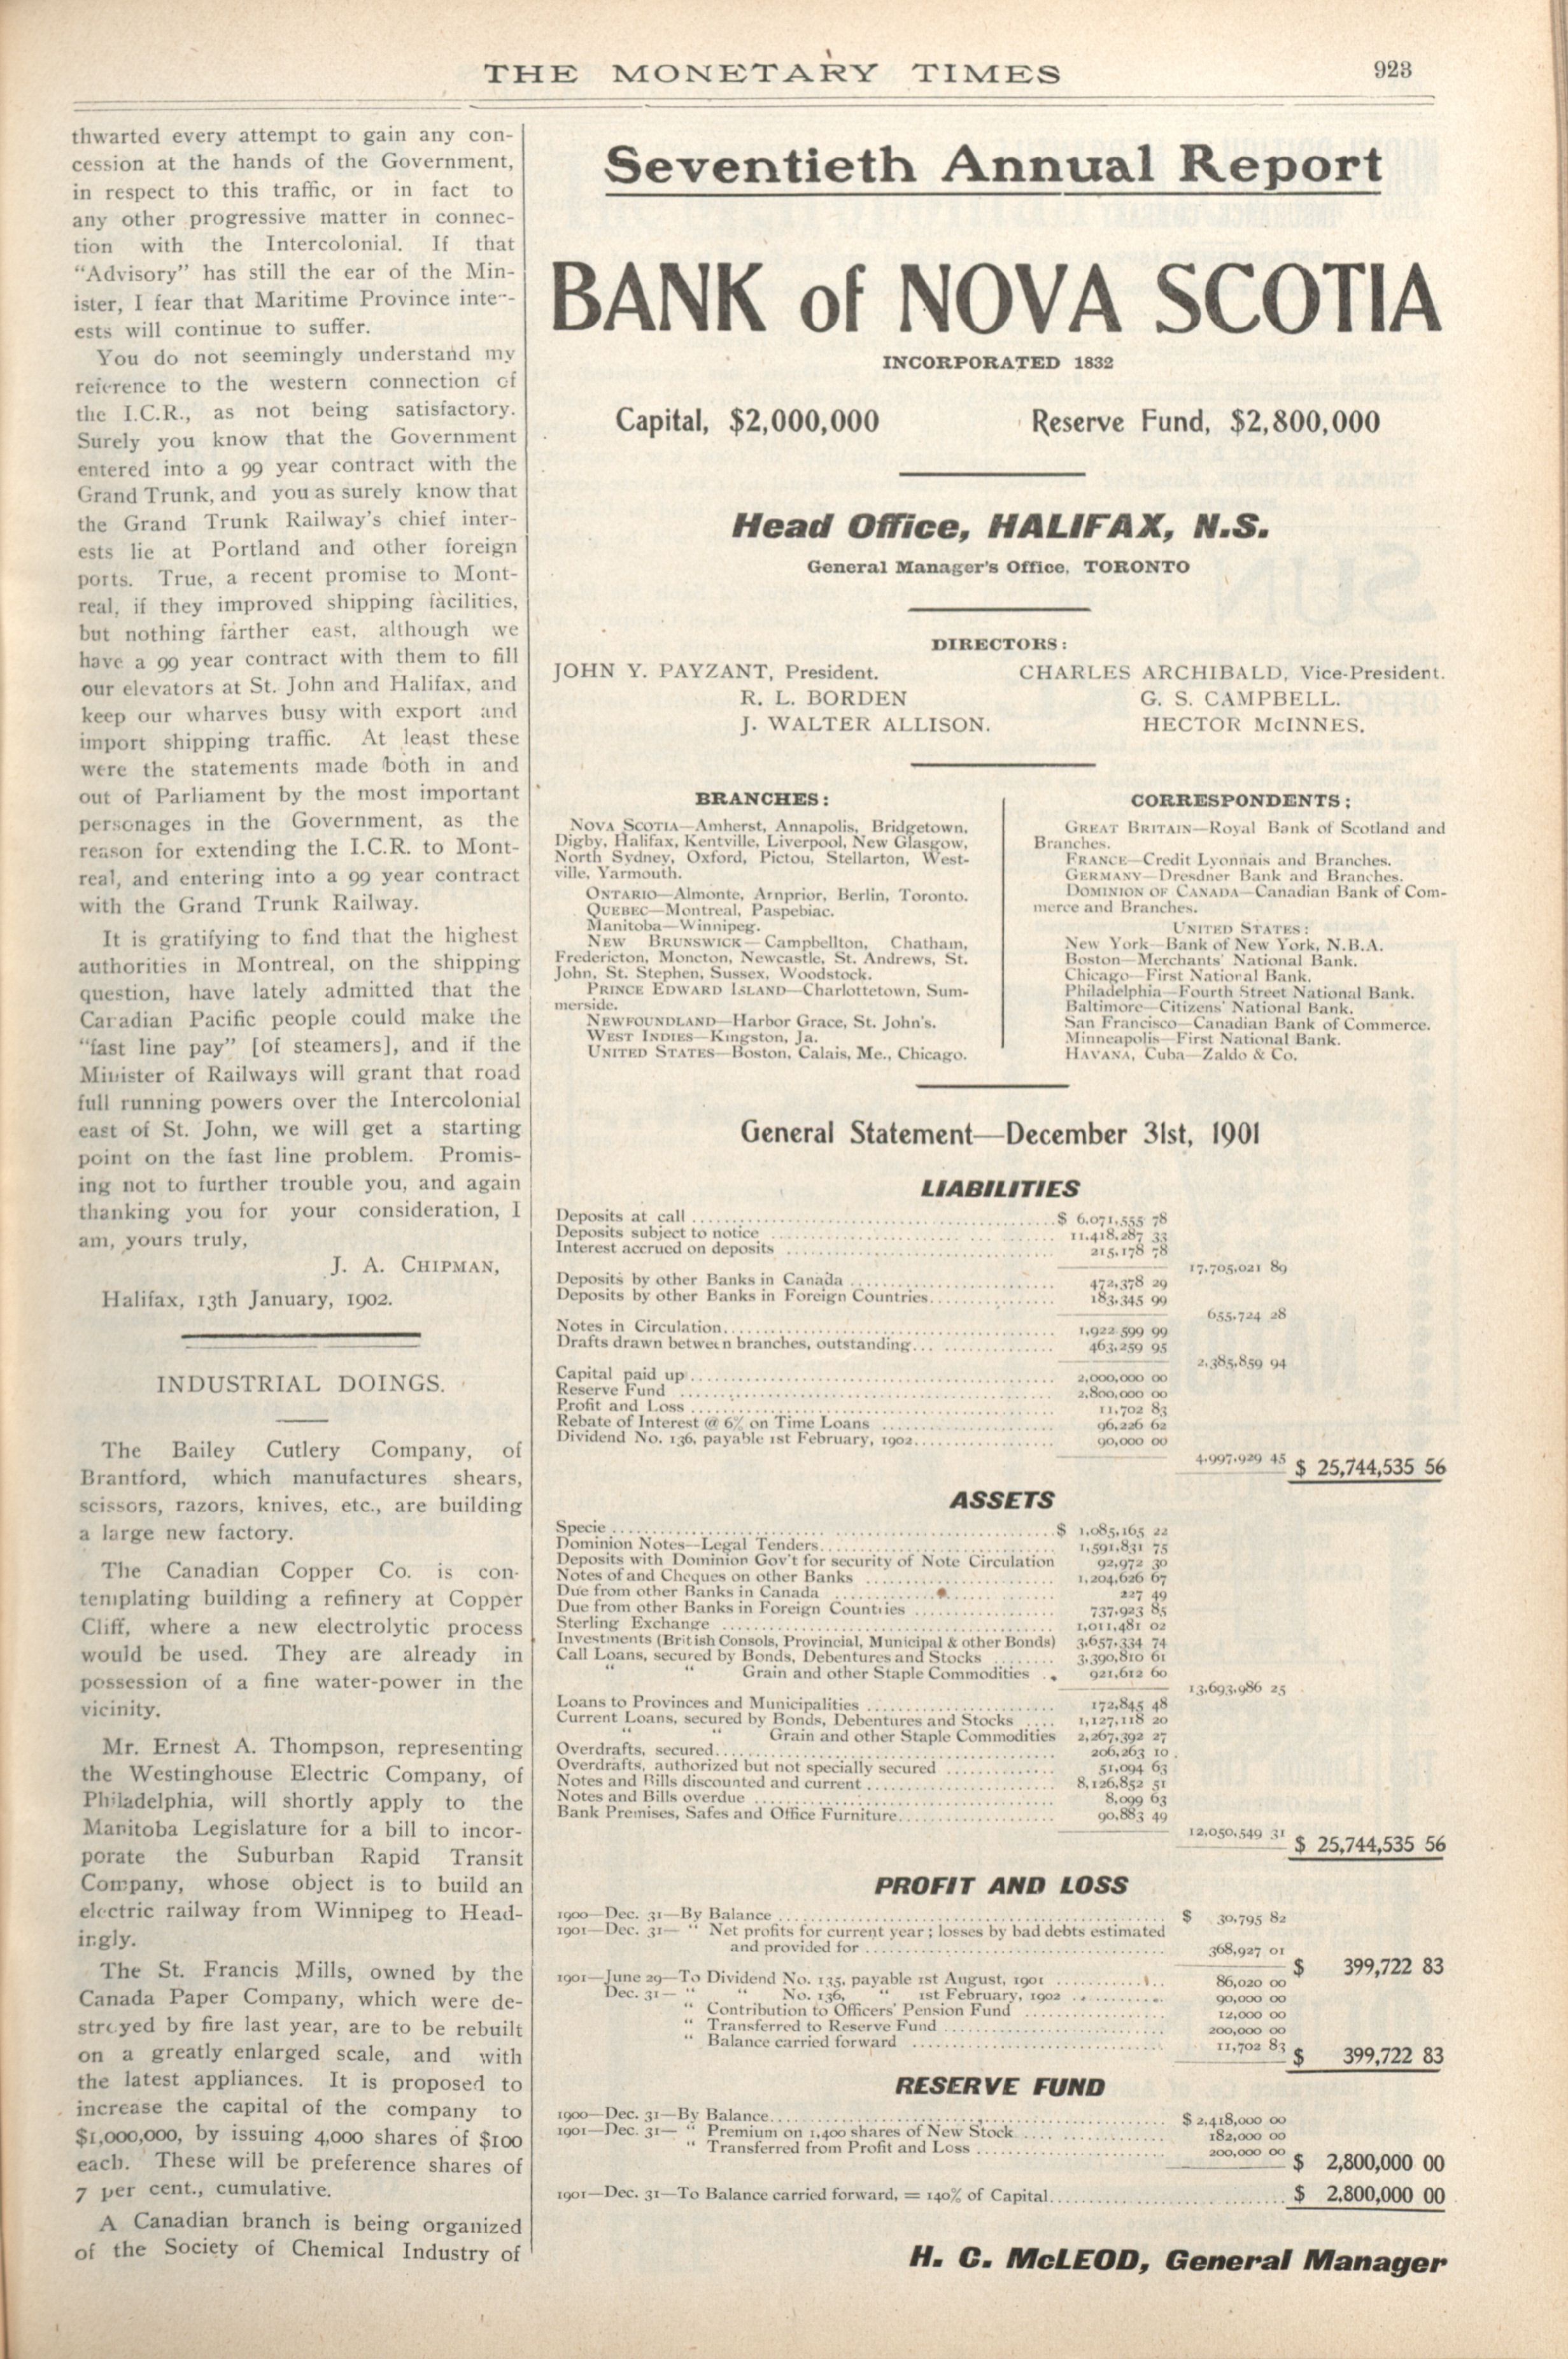 THE MONETARY TIMES
923
thwarted every attempt to gain any con-
cession at the hands of the Government,
in respect to this traffic, or in fact to
any other progressive matter in connec-
tion with the Intercolonial. If that
"Advisory" has still the ear of the Min-
ister, I fear that Maritime Province inte--
ests will continue to suffer.
You do not seemingly understand my
reference to the western connection of
the I.C.R., as not being satisfactory.
Surely you know that the Government
entered into a 99 year contract with the
Grand Trunk, and you as surely know that
the Grand Trunk Railway's chief inter-
ests lie at Portland and other foreign
ports. True, a recent promise to Mont-
real, if they improved shipping facilities,
but nothing farther east, although we
have a 99 year contract with them to fill
our elevators at St. John and Halifax, and
keep our wharves busy with export and
import shipping traffic. At least these
were the statements made both in and
out of Parliament by the most important
personages in the Government, as the
reason for extending the I.C.R. to Mont-
real, and entering into a 99 year contract
with the Grand Trunk Railway.
It is gratifying to find that the highest
authorities in Montreal, on the shipping
question, have lately admitted that the
Caradian Pacific people could make the
"fast line pay" [of steamers], and if the
Minister of Railways will grant that road
full running powers over the Intercolonial
east of St. John, we will get a starting
point on the fast line problem. Promis-
ing not to further trouble you, and again
thanking you for your consideration, I
am, yours truly,
J. A. CHIPMAN,
Halifax, 13th January, 1902.
INDUSTRIAL DOINGS.
The Bailey Cutlery Company, of
Brantford, which manufactures shears,
scissors, razors, knives, etc., are building
a large new factory.
The Canadian Copper Co. is con-
templating building a refinery at Copper
Cliff, where a new electrolytic process
would be used. They are already in
possession of a fine water-power in the
vicinity.
Mr. Ernest A. Thompson, representing
the Westinghouse Electric Company, of
Philadelphia, will shortly apply to the
Manitoba Legislature for a bill to incor-
porate the Suburban Rapid Transit
Company, whose object is to build an
electric railway from Winnipeg to Head-
ingly.
The St. Francis Mills, owned by the
Canada Paper Company, which were de-
stroyed by fire last year, are to be rebuilt
on a greatly enlarged scale, and with
the latest appliances. It is proposed to
increase the capital of the company to
$1,000,000, by issuing 4,000 shares of $100
each. These will be preference shares of
7 per cent., cumulative.
A Canadian branch is being organized
of the Society of Chemical Industry of
Seventieth Annual Report
BANK of NOVA SCOTIA
INCORPORATED 1832
Capital, $2,000,000 Reserve Fund, $2,800,000
Head Office, HALIFAX, N.S.
General Manager's Office, TORONTO
DIRECTORS:
JOHN Y. PAYZANT, President. CHARLES ARCHIBALD, Vice-President.
R. L. BORDEN G. S. CAMPBELL.
J. WALTER ALLISON. HECTOR McINNES.
BRANCHES:
NOVA SCOTIA—Amherst, Annapolis, Bridgetown,
Digby, Halifax, Kentville, Liverpool, New Glasgow,
North Sydney, Oxford, Pictou, Stellarton, West-
ville, Yarmouth.
ONTARIO—Almonte, Arnprior, Berlin, Toronto.
QUEBEC—Montreal, Paspebiac.
Manitoba—Winnipeg.
NEW BRUNSWICK—Campbellton, Chatham,
Fredericton, Moncton, Newcastle, St. Andrews, St.
John, St. Stephen, Sussex, Woodstock.
PRINCE EDWARD ISLAND—Charlottetown, Sum-
merside.
NEWFOUNDLAND—Harbor Grace, St. John's.
WEST INDIES—Kingston, Ja.
UNITED STATES—Boston, Calais, Me., Chicago.
CORRESPONDENTS:
GREAT BRITAIN—Royal Bank of Scotland and
Branches.
FRANCE—Credit Lyonnais and Branches.
GERMANY—Dresdner Bank and Branches.
DOMINION OF CANADA—Canadian Bank of Com-
merce and Branches.
UNITED STATES:
New York—Bank of New York, N.B.A.
Boston—Merchants' National Bank.
Chicago—First National Bank.
Philadelphia—Fourth Street National Bank.
Baltimore—Citizens' National Bank.
San Francisco—Canadian Bank of Commerce.
Minneapolis—First National Bank.
HAVANA, Cuba—Zaldo & Co.
General Statement—December 31st, 1901
LIABILITIES
Deposits at call $ 6,071,555 78
Deposits subject to notice 11,418,287 33
Interest accrued on deposits 215,178 78
17,705,021 89
Deposits by other Banks in Canada 472,378 29
Deposits by other Banks in Foreign Countries 183,345 99
655,724 28
Notes in Circulation 1,922 599 99
Drafts drawn between branches, outstanding 463,259 95
2,385,859 94
Capital paid up 2,000,000 00
Reserve Fund 2,800,000 00
Profit and Loss 11,702 83
Rebate of Interest @ 6% on Time Loans 96,226 62
Dividend No. 136, payable 1st February, 1902 90,000 00
4,997,929 45 $ 25,744,535 56
ASSETS
Specie $ 1,085,165 22
Dominion Notes—Legal Tenders 1,591,831 75
Deposits with Dominion Gov't for security of Note Circulation 92,972 30
Notes of and Cheques on other Banks 1,204,626 67
Due from other Banks in Canada 227 49
Due from other Banks in Foreign Countries 737,923 85
Sterling Exchange 1,011,481 02
Investments (British Consols, Provincial, Municipal & other Bonds) 3,657,334 74
Call Loans, secured by Bonds, Debentures and Stocks 3,390,810 61
" " Grain and other Staple Commodities 921,612 60
13,693,986 25
Loans to Provinces and Municipalities 172,845 48
Current Loans, secured by Bonds, Debentures and Stocks 1,127,118 20
" " Grain and other Staple Commodities 2,267,392 27
Overdrafts, secured 206,263 10
Overdrafts, authorized but not specially secured 51,094 63
Notes and Bills discounted and current 8,126,852 51
Notes and Bills overdue 8,099 63
Bank Premises, Safes and Office Furniture 90,883 49
12,050,549 31 $ 25,744,535 56
PROFIT AND LOSS
1900—Dec. 31—By Balance $ 30,795 82
1901—Dec. 31— " Net profits for current year; losses by bad debts estimated
and provided for 368,927 01
$ 399,722 83
1901—June 29—To Dividend No. 135, payable 1st August, 1901 86,020 00
Dec. 31— " " No. 136, " 1st February, 1902 90,000 00
" Contribution to Officers' Pension Fund 12,000 00
" Transferred to Reserve Fund 200,000 00
" Balance carried forward 11,702 83
$ 399,722 83
RESERVE FUND
1900—Dec. 31—By Balance $ 2,418,000 00
1901—Dec. 31— " Premium on 1,400 shares of New Stock 182,000 00
" Transferred from Profit and Loss 200,000 00
$ 2,800,000 00
1901—Dec. 31—To Balance carried forward, = 140% of Capital $ 2,800,000 00
H. C. McLEOD, General Manager